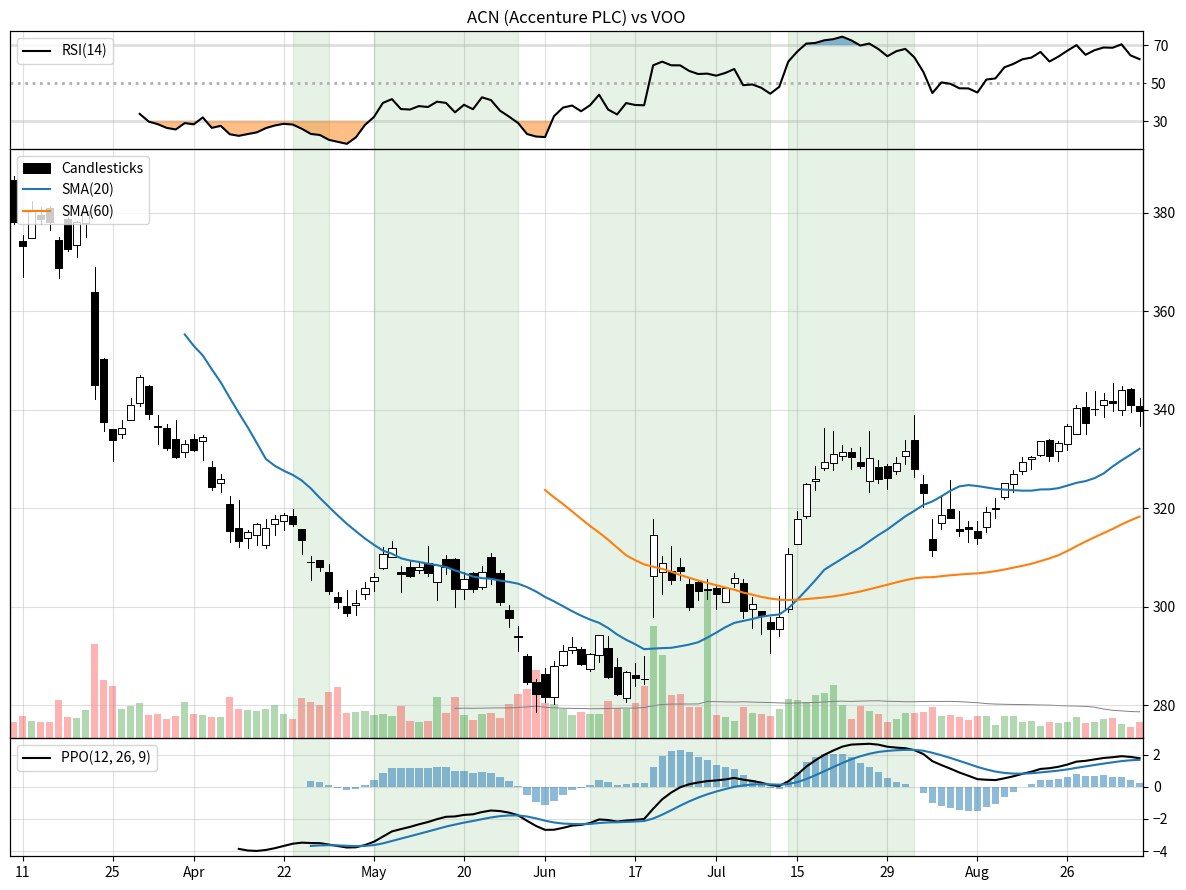 ACN (Accenture PLC) vs VOO
RSI(14)
70
50
30
Candlesticks
SMA(20)
SMA(60)
380
360
340
320
300
280
PPO(12, 26, 9)
2
0
−2
−4
11 25 Apr 22 May 20 Jun 17 Jul 15 29 Aug 26